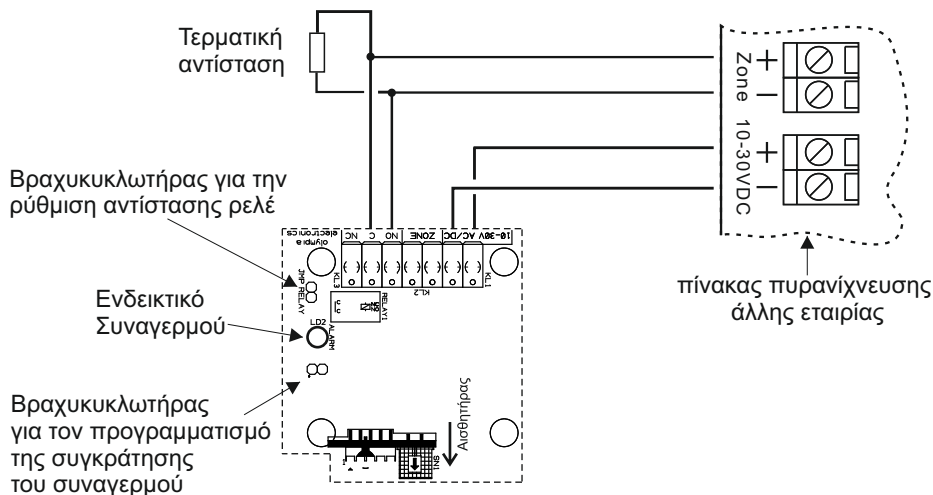 Τερματική
αντίσταση
Zone + −
10-30VDC + −
πίνακας πυρανίχνευσης
άλλης εταιρίας
Βραχυκυκλωτήρας για την
ρύθμιση αντίστασης ρελέ
Ενδεικτικό
Συναγερμού
Βραχυκυκλωτήρας
για τον προγραμματισμό
της συγκράτησης
του συναγερμού
olympia
electronics
NC C NO ZONE 10-30V AC/DC
KL3 KL2 KL1
JMP RELAY
RELAY1
LD2
ALARM
Αισθητήρας
SN1